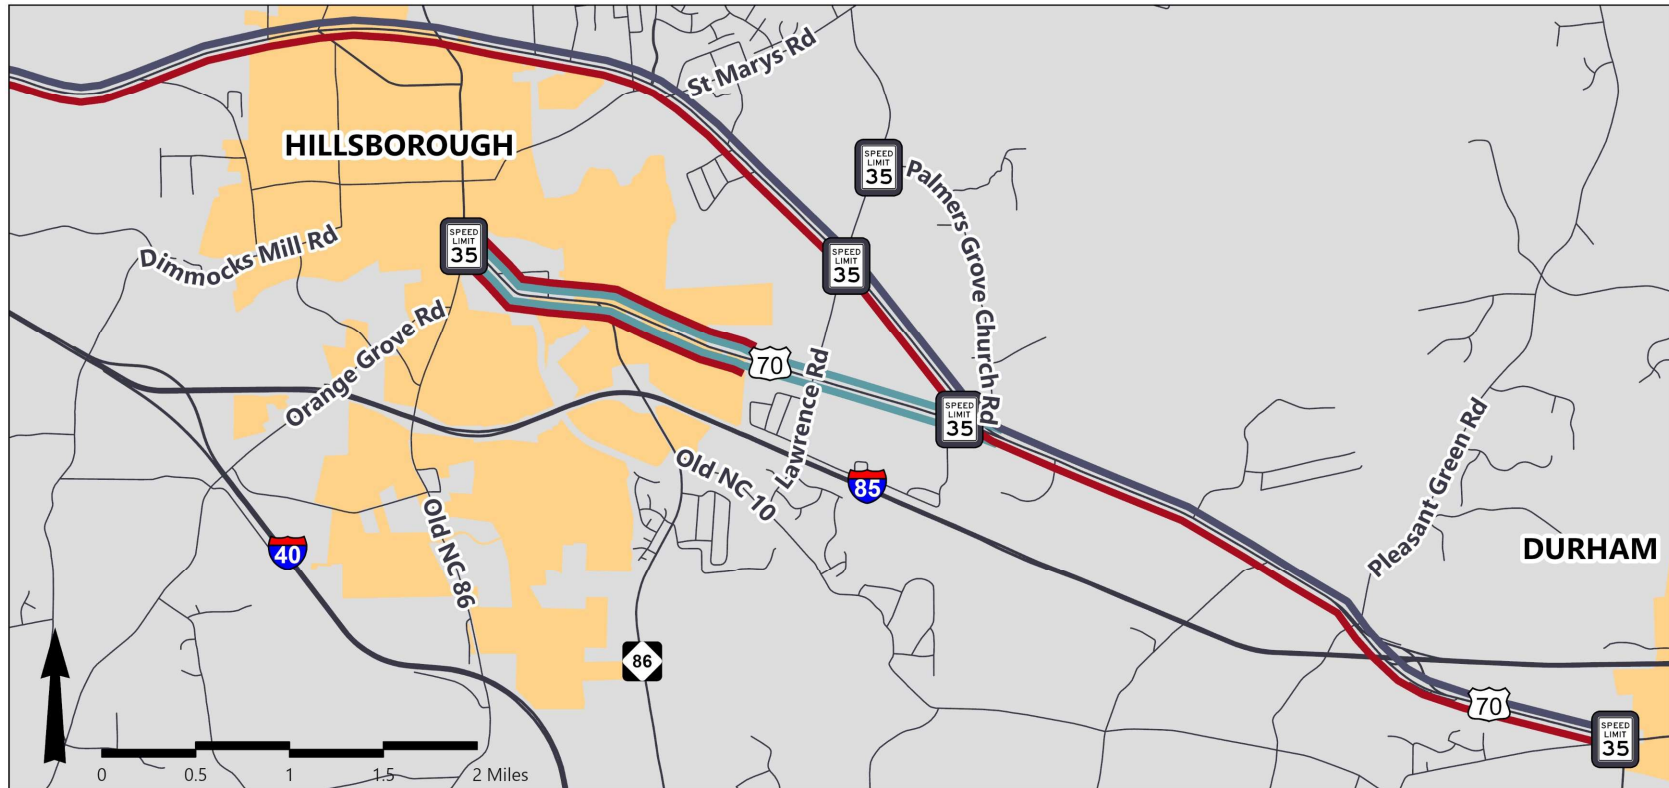 St Marys Rd
HILLSBOROUGH
SPEED
LIMIT
35
Palmers Grove Church Rd
SPEED
LIMIT
35
Dimmocks Mill Rd
SPEED
LIMIT
35
Orange Grove Rd
70
Lawrence Rd
SPEED
LIMIT
35
Old NC 10
85
Pleasant Green Rd
Old NC 86
40
DURHAM
86
70
SPEED
LIMIT
35
0 0.5 1 1.5 2 Miles